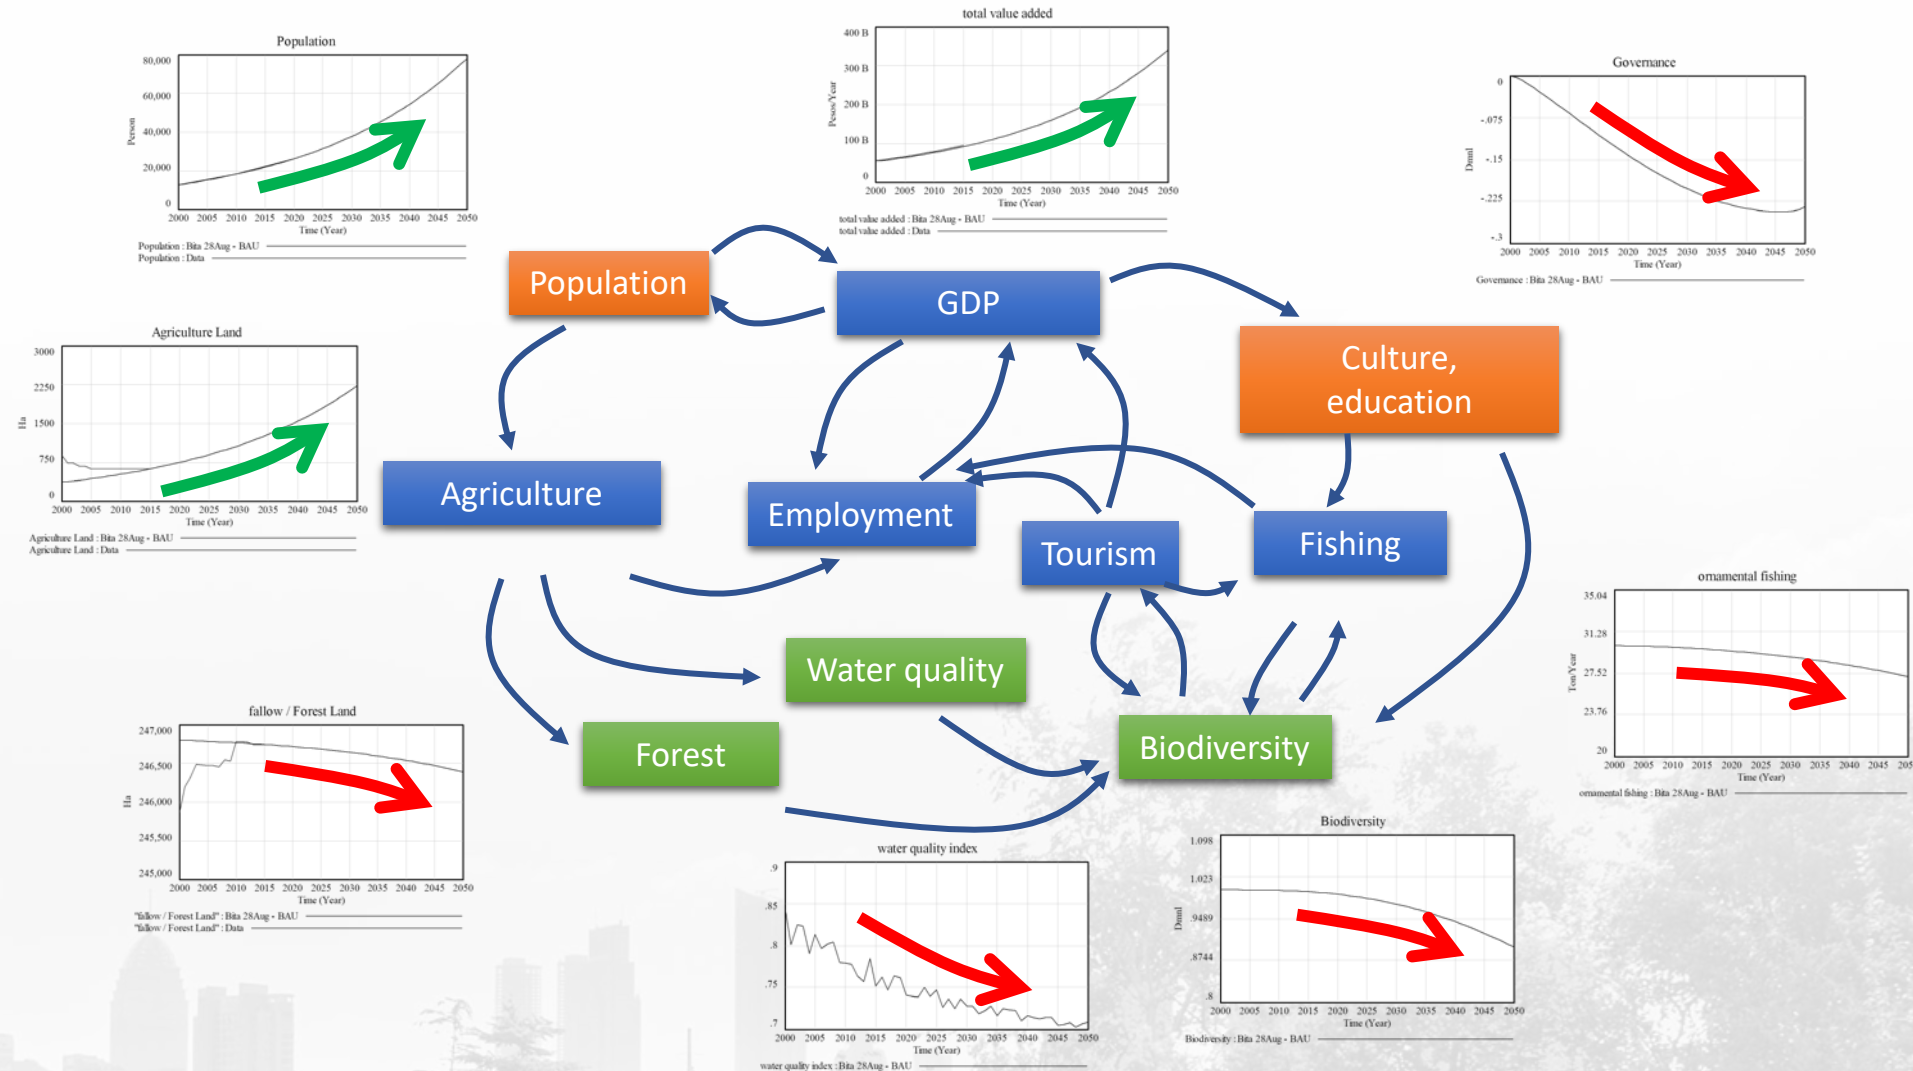 total value added
400 B
300 B
200 B
100 B
0
Pesos/Year
2000 2005 2010 2015 2020 2025 2030 2035 2040 2045 2050
Time (Year)
total value added : Bita 28Aug - BAU
total value added : Data
Population
80,000
60,000
40,000
20,000
0
Person
2000 2005 2010 2015 2020 2025 2030 2035 2040 2045 2050
Time (Year)
Population : Bita 28Aug - BAU
Population : Data
Governance
0
-.075
-.15
-.225
-.3
Dmnl
2000 2005 2010 2015 2020 2025 2030 2035 2040 2045 2050
Time (Year)
Governance : Bita 28Aug - BAU
Population
GDP
Culture,
education
Agriculture Land
3000
2250
1500
750
0
Ha
2000 2005 2010 2015 2020 2025 2030 2035 2040 2045 2050
Time (Year)
Agriculture Land : Bita 28Aug - BAU
Agriculture Land : Data
Agriculture
Employment
Tourism
Fishing
ornamental fishing
35.04
31.28
27.52
23.76
20
Ton/Year
2000 2005 2010 2015 2020 2025 2030 2035 2040 2045 205
Time (Year)
ornamental fishing : Bita 28Aug - BAU
Water quality
Forest
Biodiversity
fallow / Forest Land
247,000
246,500
246,000
245,500
245,000
Ha
2000 2005 2010 2015 2020 2025 2030 2035 2040 2045 2050
Time (Year)
"fallow / Forest Land" : Bita 28Aug - BAU
"fallow / Forest Land" : Data
water quality index
.9
.85
.8
.75
.7
2000 2005 2010 2015 2020 2025 2030 2035 2040 2045 2050
Time (Year)
water quality index : Bita 28Aug - BAU
Biodiversity
1.098
1.023
.9489
.8744
.8
Dmnl
2000 2005 2010 2015 2020 2025 2030 2035 2040 2045 2050
Time (Year)
Biodiversity : Bita 28Aug - BAU